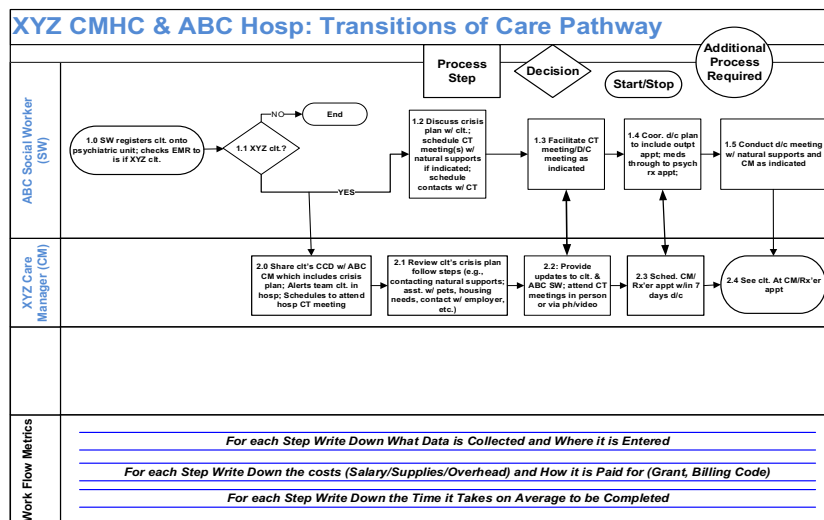 XYZ CMHC & ABC Hosp: Transitions of Care Pathway
Process
Step
Decision
Start/Stop
Additional
Process
Required
ABC Social Worker
(SW)
1.0 SW registers clt. onto
psychiatric unit; checks EMR to
is if XYZ clt.
1.1 XYZ clt.?
NO
End
YES
1.2 Discuss crisis
plan w/ clt.;
schedule CT
meeting(s) w/
natural supports
if indicated;
schedule
contacts w/ CT
1.3 Facilitate CT
meeting/D/C
meeting as
indicated
1.4 Coor. d/c plan
to include outpt
appt; meds
through to psych
rx appt;
1.5 Conduct d/c meeting
w/ natural supports and
CM as indicated
XYZ Care
Manager (CM)
2.0 Share clt's CCD w/ ABC
CM which includes crisis
plan; Alerts team clt. in
hosp; Schedules to attend
hosp CT meeting
2.1 Review clt's crisis plan
follow steps (e.g.,
contacting natural supports;
asst. w/ pets, housing
needs, contact w/ employer,
etc.)
2.2: Provide
updates to clt. &
ABC SW; attend CT
meetings in person
or via ph/video
2.3 Sched. CM/
Rx'er appt w/in 7
days d/c
2.4 See clt. At CM/Rx'er
appt
Work Flow Metrics
For each Step Write Down What Data is Collected and Where it is Entered
For each Step Write Down the costs (Salary/Supplies/Overhead) and How it is Paid for (Grant, Billing Code)
For each Step Write Down the Time it Takes on Average to be Completed